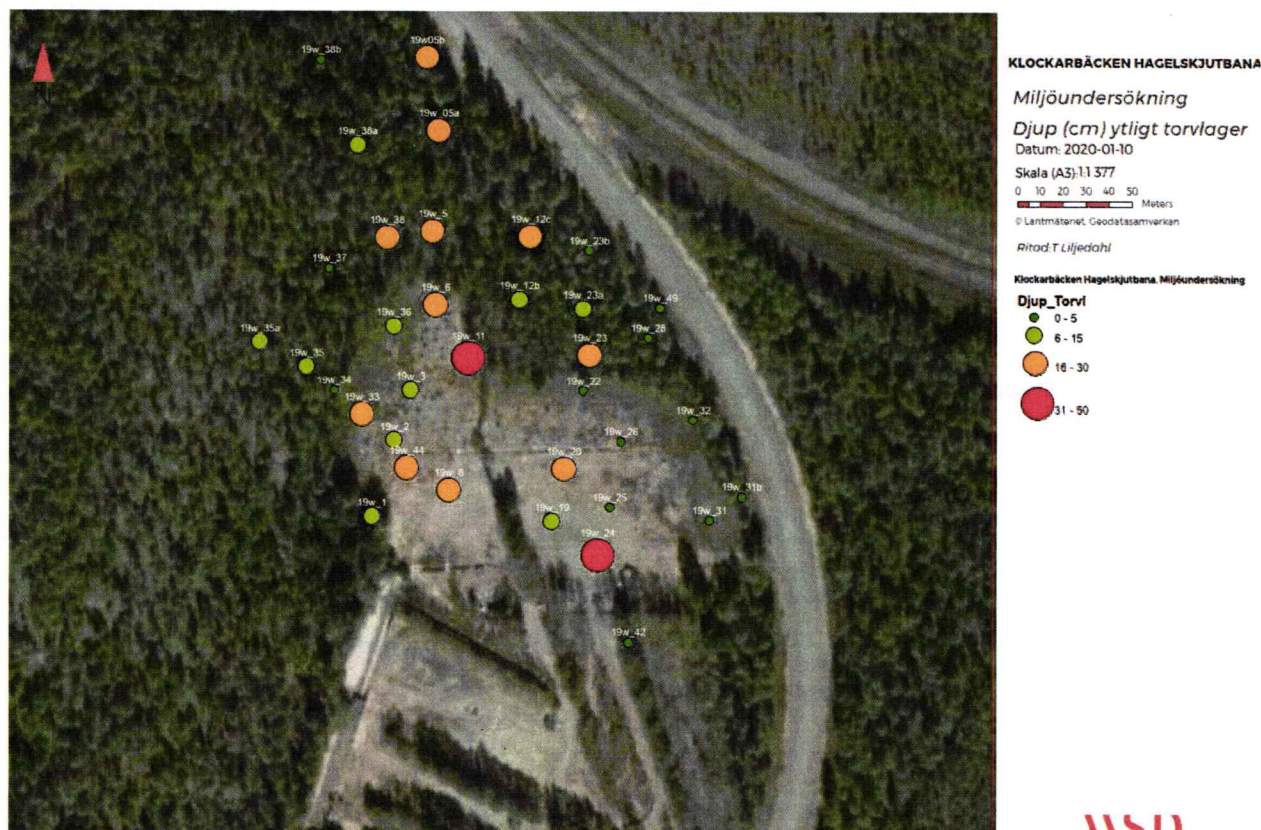 19w_38b
19w05b
19w_05a
19w_38a
19w_38
19w_5
19w_12c
19w_23b
19w_37
19w_6
19w_12b
19w_23a
19w_49
19w_36
19w_28
19w_35a
19w_11
19w_23
19w_35
19w_34
19w_3
19w_22
19w_33
19w_32
19w_2
19w_26
19w_44
19w_20
19w_8
19w_31b
19w_25
19w_1
19w_19
19w_31
19w_24
19w_42
KLOCKARBÄCKEN HAGELSKJUTBANA
Miljöundersökning
Djup (cm) ytligt torvlager
Datum: 2020-01-10
Skala (A3):1:1 377
0 10 20 30 40 50
Meters
© Lantmäteriet, Geodatasamverkan
Ritad:T Liljedahl
Klockarbäcken Hagelskjutbana. Miljöundersökning
Djup_Torvl
0 - 5
6 - 15
16 - 30
31 - 50